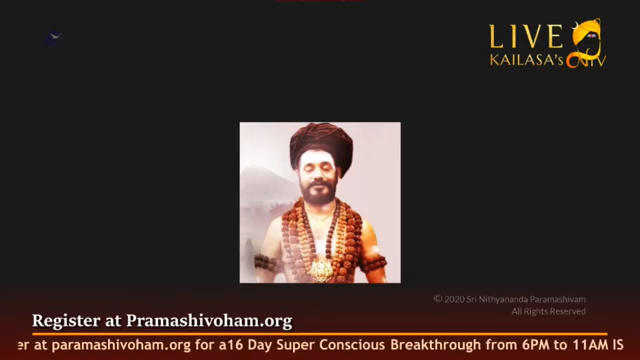 LIVE
KAILASA's NTV
© 2020 Sri Nithyananda Paramashivam
All Rights Reserved
Register at Pramashivoham.org
er at paramashivoham.org for a16 Day Super Conscious Breakthrough from 6PM to 11AM IS